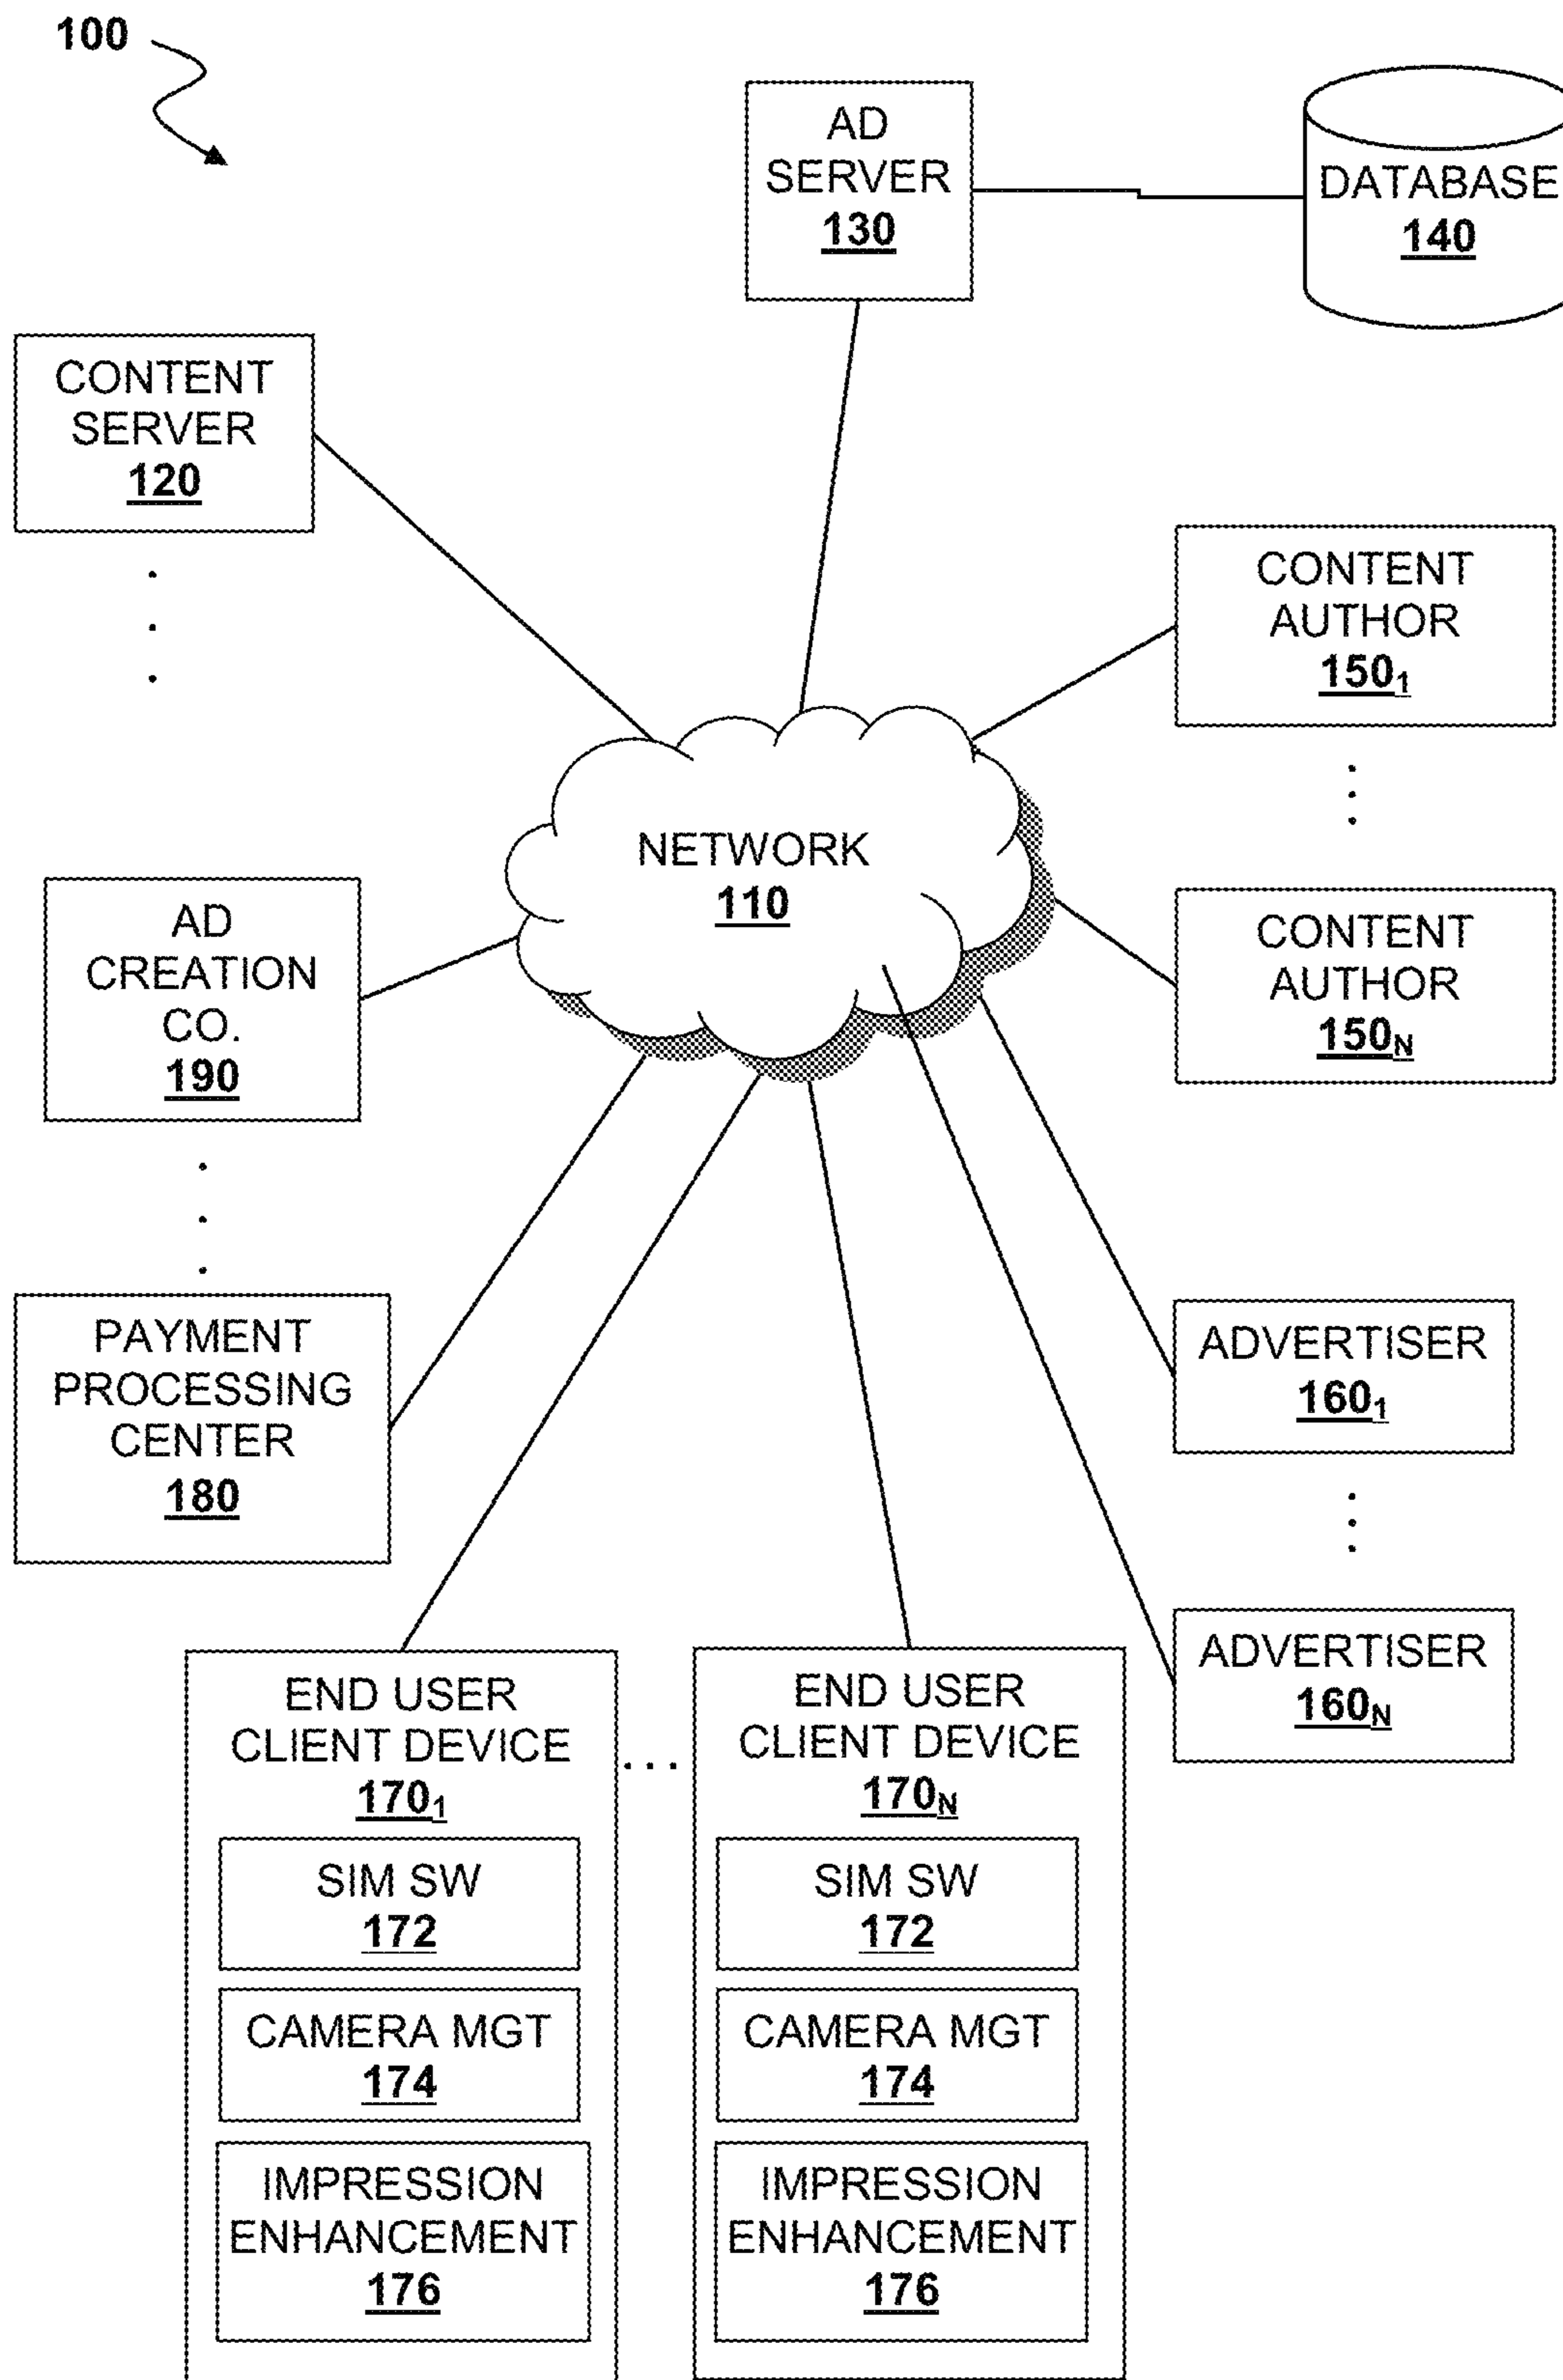 100
AD
SERVER
130
DATABASE
140
CONTENT
SERVER
120
CONTENT
AUTHOR
150₁
NETWORK
110
AD
CREATION
CO.
190
CONTENT
AUTHOR
150ₙ
PAYMENT
PROCESSING
CENTER
180
ADVERTISER
160₁
ADVERTISER
160ₙ
END USER
CLIENT DEVICE
170₁
SIM SW
172
CAMERA MGT
174
IMPRESSION
ENHANCEMENT
176
. . .
END USER
CLIENT DEVICE
170ₙ
SIM SW
172
CAMERA MGT
174
IMPRESSION
ENHANCEMENT
176